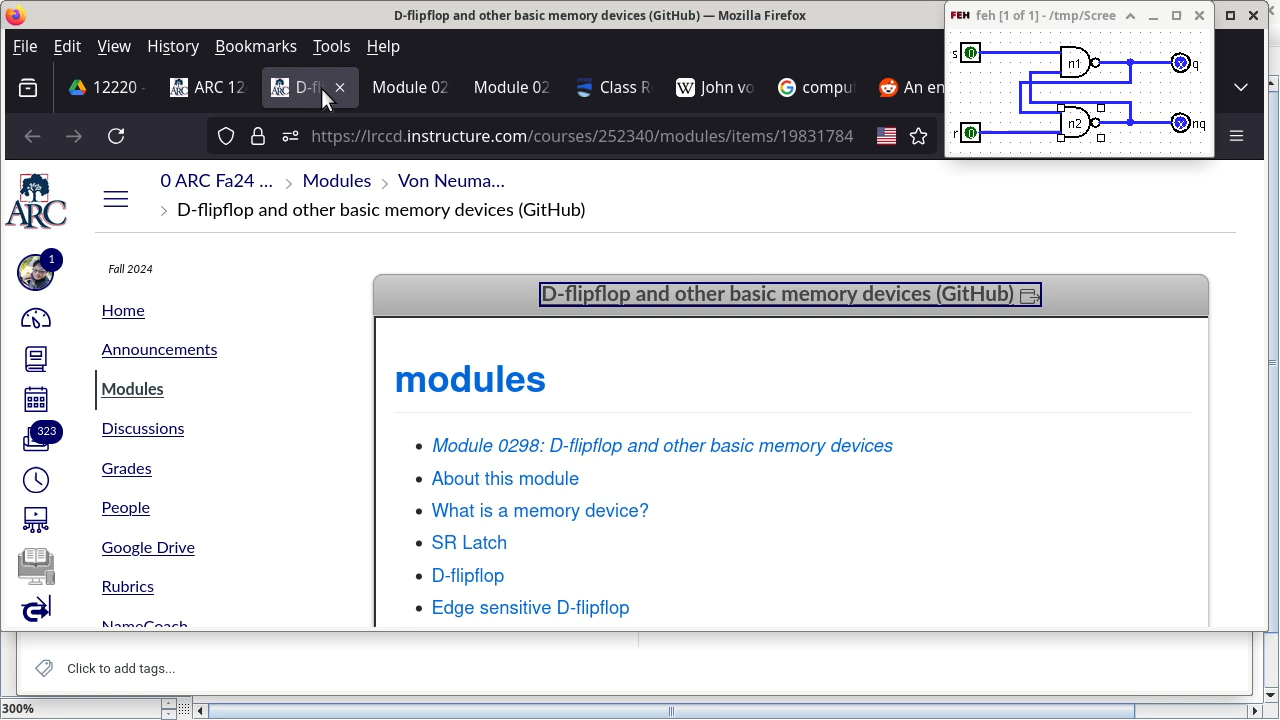 D-flipflop and other basic memory devices (GitHub) — Mozilla Firefox
FEH feh [1 of 1] - /tmp/Scree
File Edit View History Bookmarks Tools Help
s 0 n1 x q
r 0 n2 x nq
12220 - ARC 12 D-fli Module 02 Module 02 Class R John vo comput An en
https://lrccd.instructure.com/courses/252340/modules/items/19831784
ARC
0 ARC Fa24 ... Modules Von Neuma...
D-flipflop and other basic memory devices (GitHub)
1
Fall 2024
Home
Announcements
Modules
Discussions
323
Grades
People
Google Drive
Rubrics
NameCoach
D-flipflop and other basic memory devices (GitHub)
modules
Module 0298: D-flipflop and other basic memory devices
About this module
What is a memory device?
SR Latch
D-flipflop
Edge sensitive D-flipflop
Click to add tags...
300%